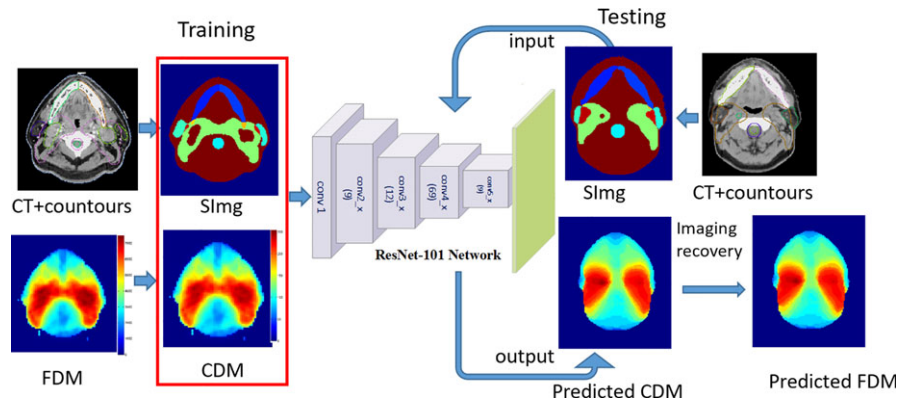 Training
Testing
input
CT+countours
SImg
conv 1
conv2_x
(9)
conv3_x
(12)
conv4_x
(69)
conv5_x
(9)
SImg
CT+countours
ResNet-101 Network
Imaging
recovery
output
FDM
CDM
Predicted CDM
Predicted FDM